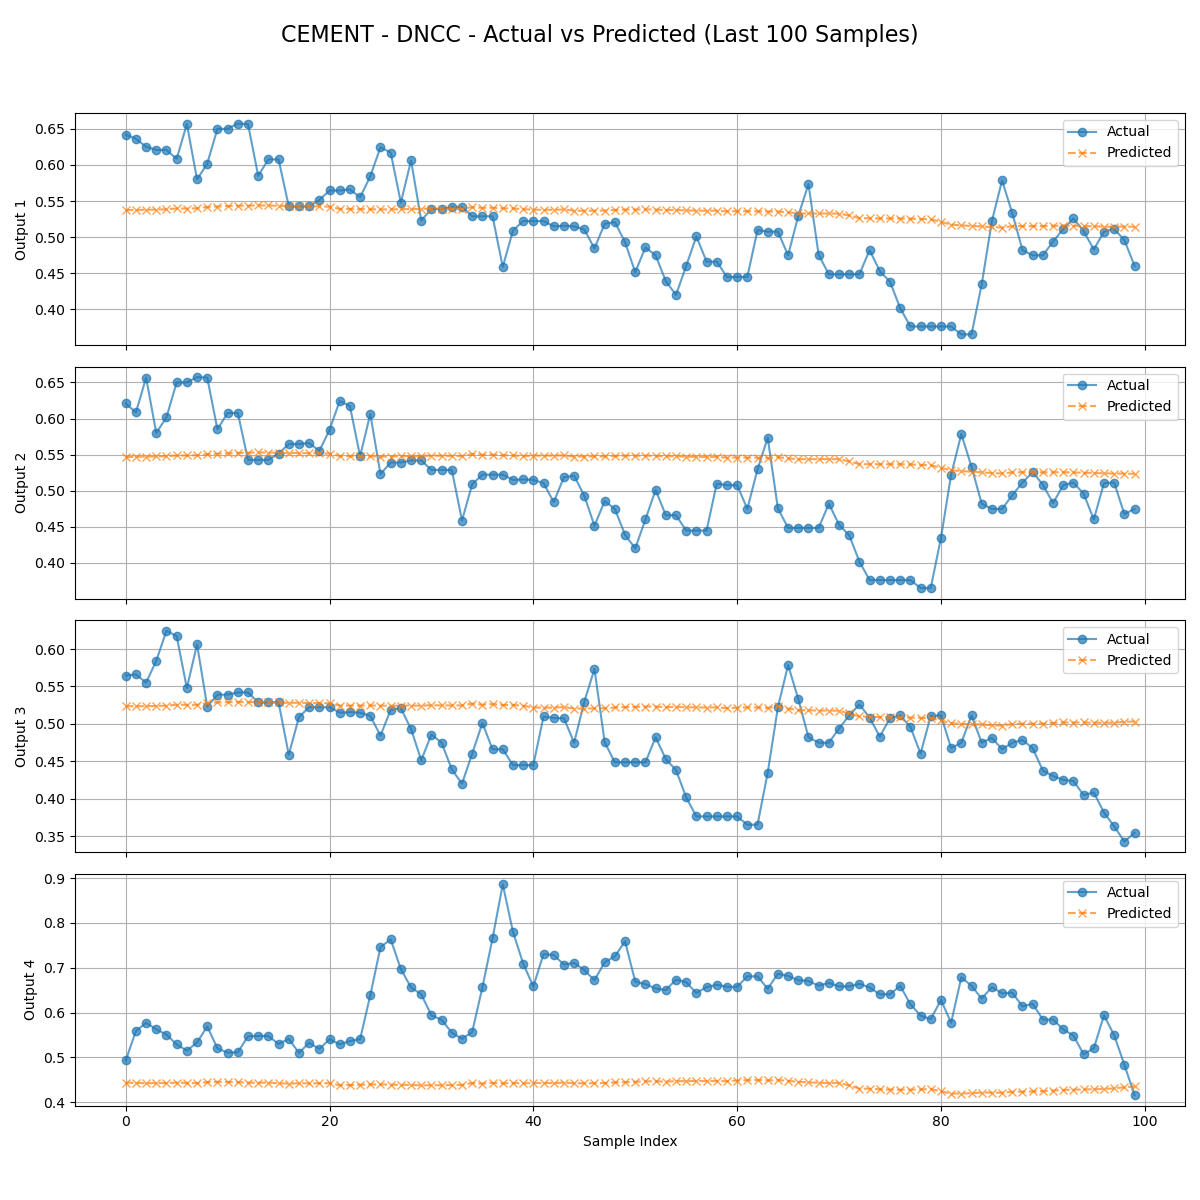 CEMENT - DNCC - Actual vs Predicted (Last 100 Samples)
Output 1
0.65
0.60
0.55
0.50
0.45
0.40
Actual
Predicted
Output 2
0.65
0.60
0.55
0.50
0.45
0.40
Actual
Predicted
Output 3
0.60
0.55
0.50
0.45
0.40
0.35
Actual
Predicted
Output 4
0.9
0.8
0.7
0.6
0.5
0.4
Actual
Predicted
0 20 40 60 80 100
Sample Index